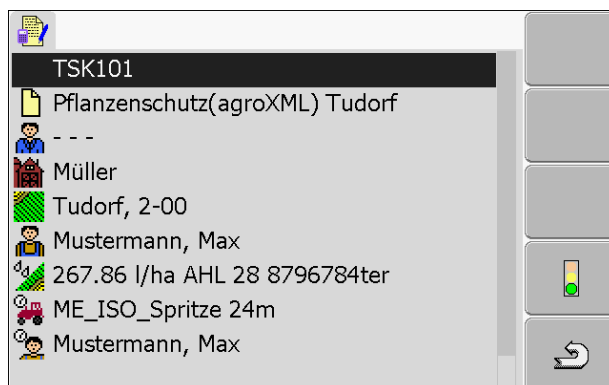 TSK101
Pflanzenschutz(agroXML) Tudorf
- - -
Müller
Tudorf, 2-00
Mustermann, Max
267.86 l/ha AHL 28 8796784ter
ME_ISO_Spritze 24m
Mustermann, Max